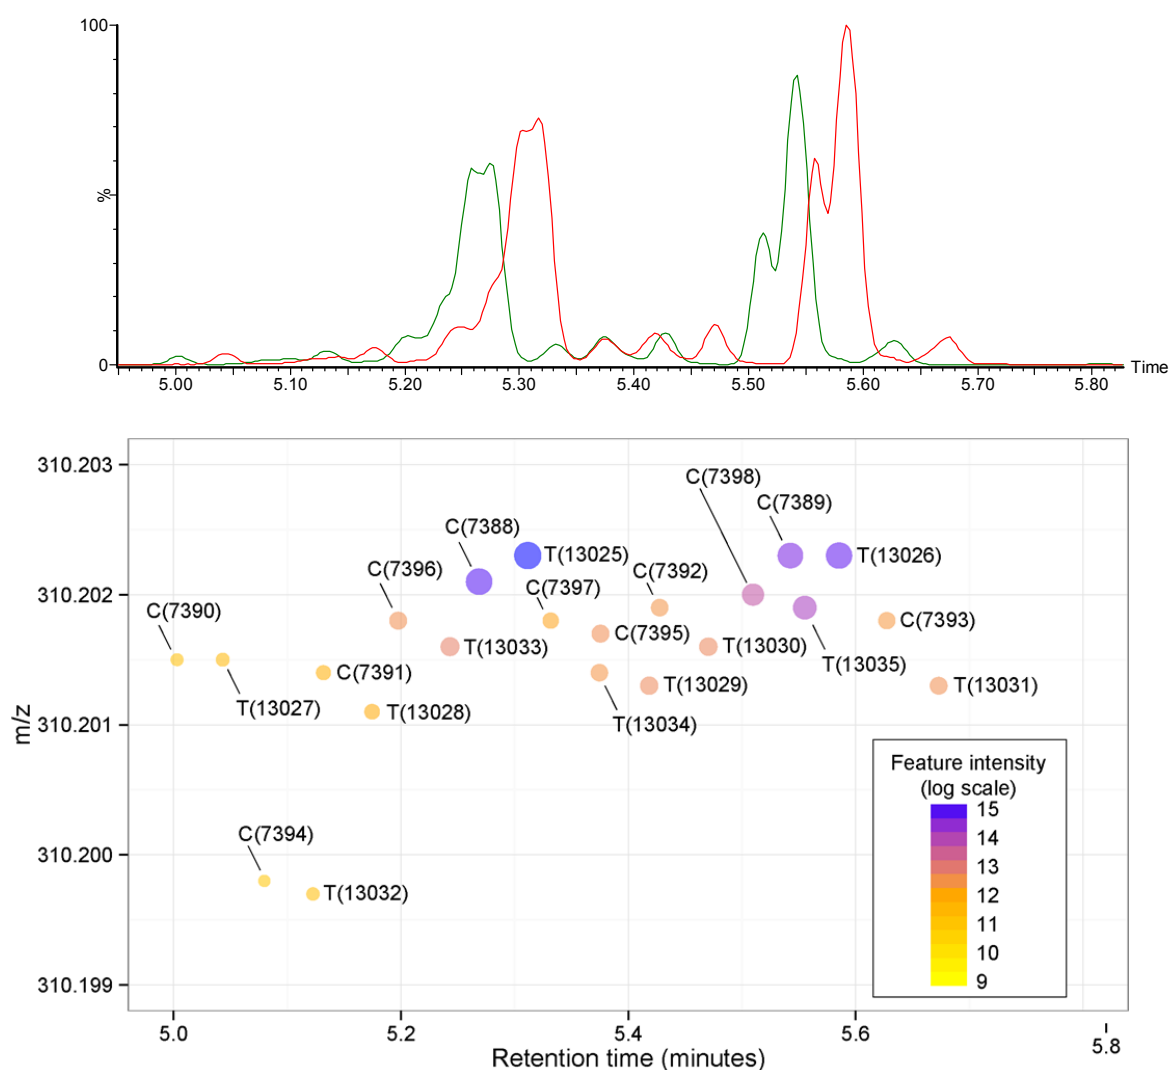 100
%
0
5.00 5.10 5.20 5.30 5.40 5.50 5.60 5.70 5.80
Time
310.203
310.202
310.201
310.200
310.199
m/z
C(7398)
C(7389)
C(7388)
T(13025)
T(13026)
C(7396)
C(7397)
C(7392)
C(7390)
T(13033)
C(7395)
T(13030)
C(7393)
T(13035)
C(7391)
T(13029)
T(13031)
T(13027)
T(13028)
T(13034)
C(7394)
T(13032)
Feature intensity
(log scale)
15
14
13
12
11
10
9
5.0 5.2 5.4 5.6 5.8
Retention time (minutes)